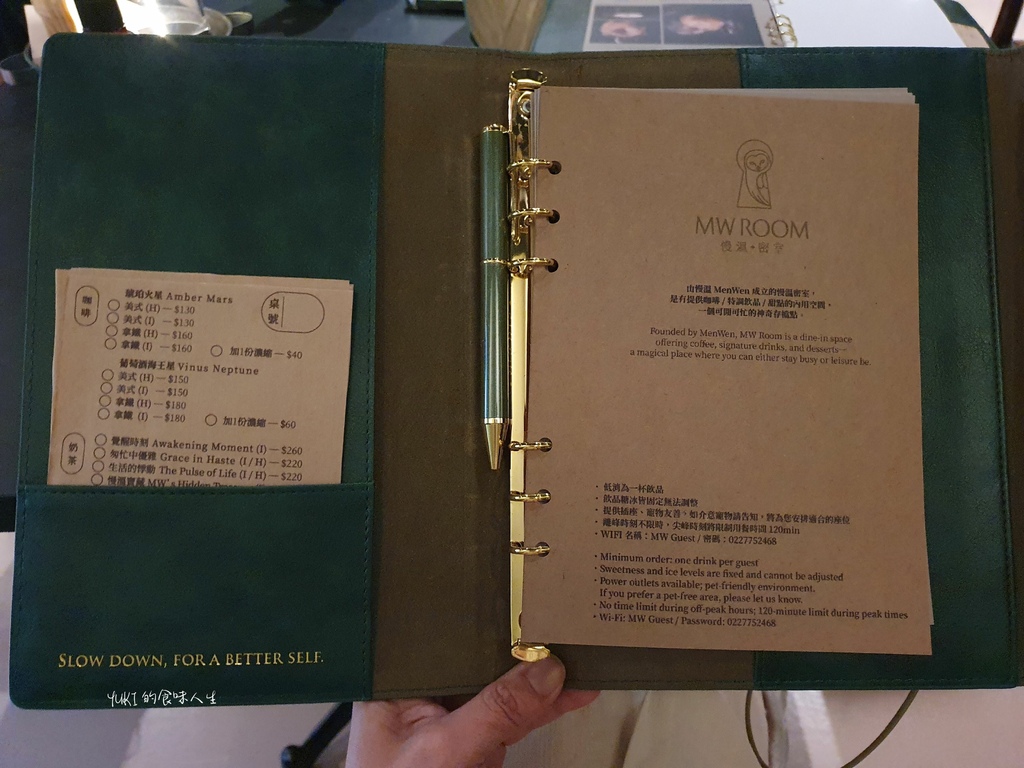 咖啡
桌號
琥珀火星 Amber Mars
美式 (H) — $130
美式 (I) — $130
拿鐵 (H) — $160
拿鐵 (I) — $160 加1份濃縮 — $40
葡萄酒海王星 Vinus Neptune
美式 (H) — $150
美式 (I) — $150
拿鐵 (H) — $180
拿鐵 (I) — $180 加1份濃縮 — $60
奶茶
覺醒時刻 Awakening Moment (I) — $260
匆忙中優雅 Grace in Haste (I / H) — $220
生活的悸動 The Pulse of Life (I / H) — $220
慢溫寶藏 MW's Hidden
SLOW DOWN, FOR A BETTER SELF.
YUKI的食味人生
MW ROOM
慢溫・密室
由慢溫 MenWen 成立的慢溫密室,
是有提供咖啡 / 特調飲品 / 甜點的內用空間,
一個可閒可忙的神奇存檔點。
Founded by MenWen, MW Room is a dine-in space
offering coffee, signature drinks, and desserts—
a magical place where you can either stay busy or leisure be.
・低消為一杯飲品
・飲品糖冰皆固定無法調整
・提供插座、寵物友善、如介意寵物請告知，將為您安排適合的座位
・離峰時刻不限時，尖峰時刻將限制用餐時間 120min
・WIFI 名稱：MW Guest / 密碼：0227752468
・Minimum order: one drink per guest
・Sweetness and ice levels are fixed and cannot be adjusted
・Power outlets available; pet-friendly environment.
If you prefer a pet-free area, please let us know.
・No time limit during off-peak hours; 120-minute limit during peak times
・Wi-Fi: MW Guest / Password: 0227752468